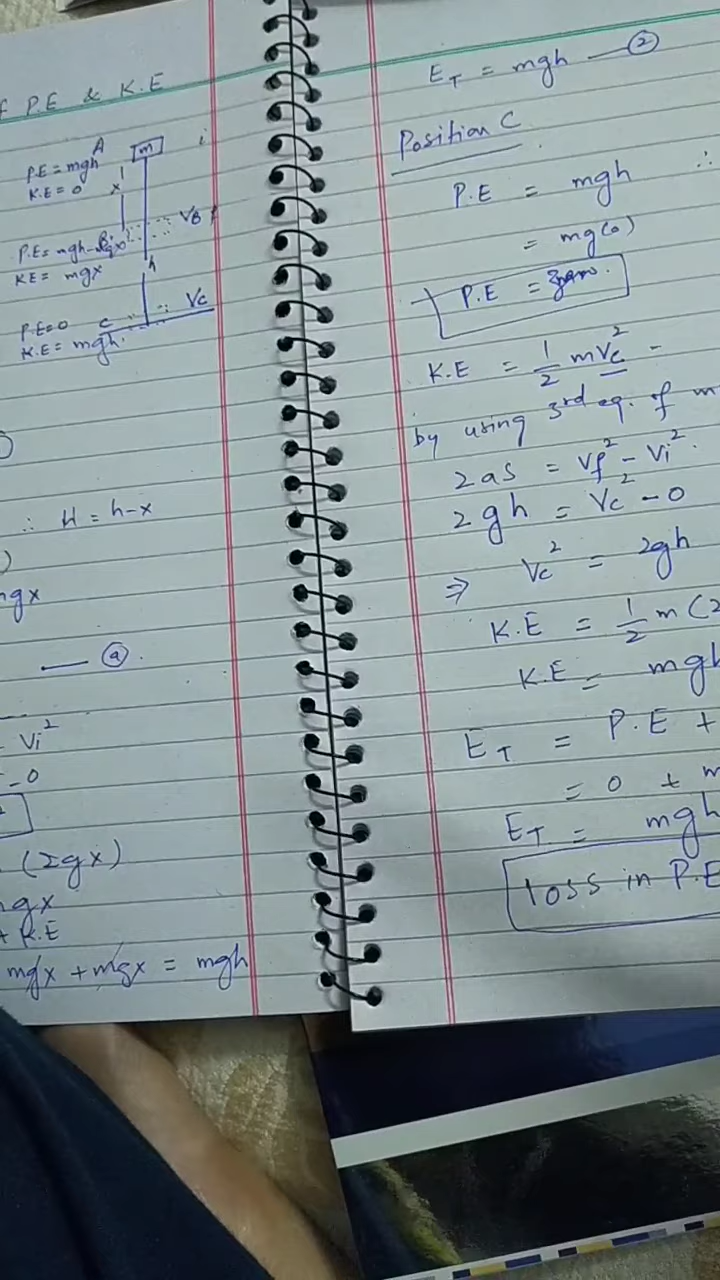 f P.E & K.E
A
m
P.E = mgh
K.E = 0
x
VB
P.E = mgh - mgx
KE = mgx
h
P.E=0
c
Vc
K.E = mgh
∴ H = h-x
mgx
— ⓐ.
- Vi²
- 0
(2gx)
mgx
+ K.E
mgx + mgx = mgh
ET = mgh — ②
Position C
P.E = mgh ∴
= mg(0)
P.E = zero.
K.E = 1/2 mVc² -
by using 3rd eq. of m
2as = Vf² - Vi².
2gh = Vc² - 0
⇒ Vc² = 2gh
K.E = 1/2 m (2
K.E = mgh
ET = P.E +
= 0 + m
ET = mgh
loss in P.E